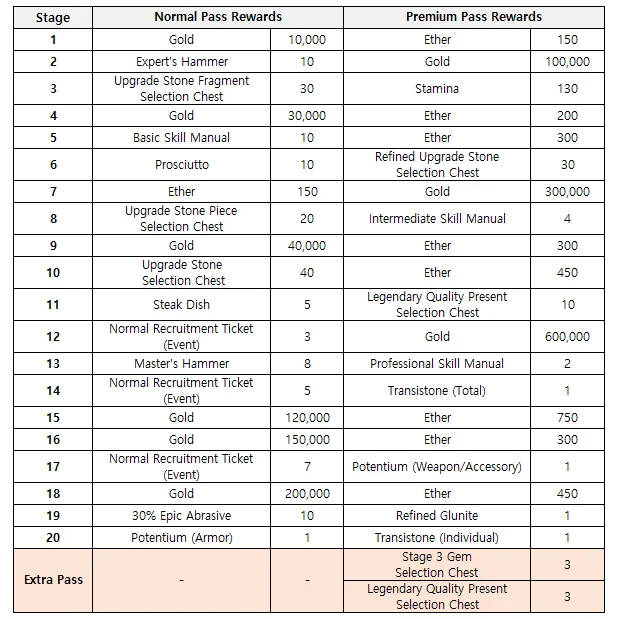 Stage Normal Pass Rewards Premium Pass Rewards
1 Gold 10,000 Ether 150
2 Expert's Hammer 10 Gold 100,000
3 Upgrade Stone Fragment
Selection Chest 30 Stamina 130
4 Gold 30,000 Ether 200
5 Basic Skill Manual 10 Ether 300
6 Prosciutto 10 Refined Upgrade Stone
Selection Chest 30
7 Ether 150 Gold 300,000
8 Upgrade Stone Piece
Selection Chest 20 Intermediate Skill Manual 4
9 Gold 40,000 Ether 300
10 Upgrade Stone
Selection Chest 40 Ether 450
11 Steak Dish 5 Legendary Quality Present
Selection Chest 10
12 Normal Recruitment Ticket
(Event) 3 Gold 600,000
13 Master's Hammer 8 Professional Skill Manual 2
14 Normal Recruitment Ticket
(Event) 5 Transistone (Total) 1
15 Gold 120,000 Ether 750
16 Gold 150,000 Ether 300
17 Normal Recruitment Ticket
(Event) 7 Potentium (Weapon/Accessory) 1
18 Gold 200,000 Ether 450
19 30% Epic Abrasive 10 Refined Glunite 1
20 Potentium (Armor) 1 Transistone (Individual) 1
Extra Pass - - Stage 3 Gem
Selection Chest 3
Legendary Quality Present
Selection Chest 3